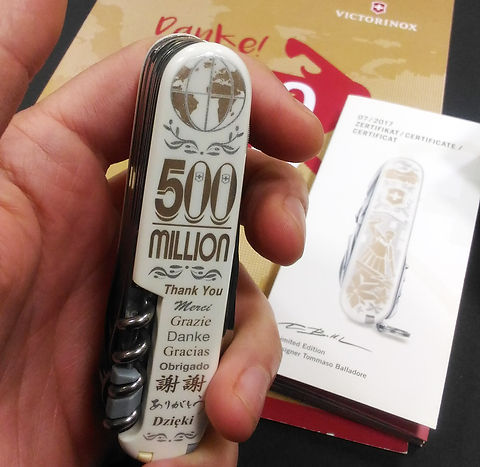 Danke!
VICTORINOX
07/2017
ZERTIFIKAT / CERTIFICATE /
CERTIFICAT
500
MILLION
Thank You
Merci
Grazie
Danke
Gracias
Obrigado
謝謝
ありがとう
Dzięki
Limited Edition
Designer Tommaso Balladore